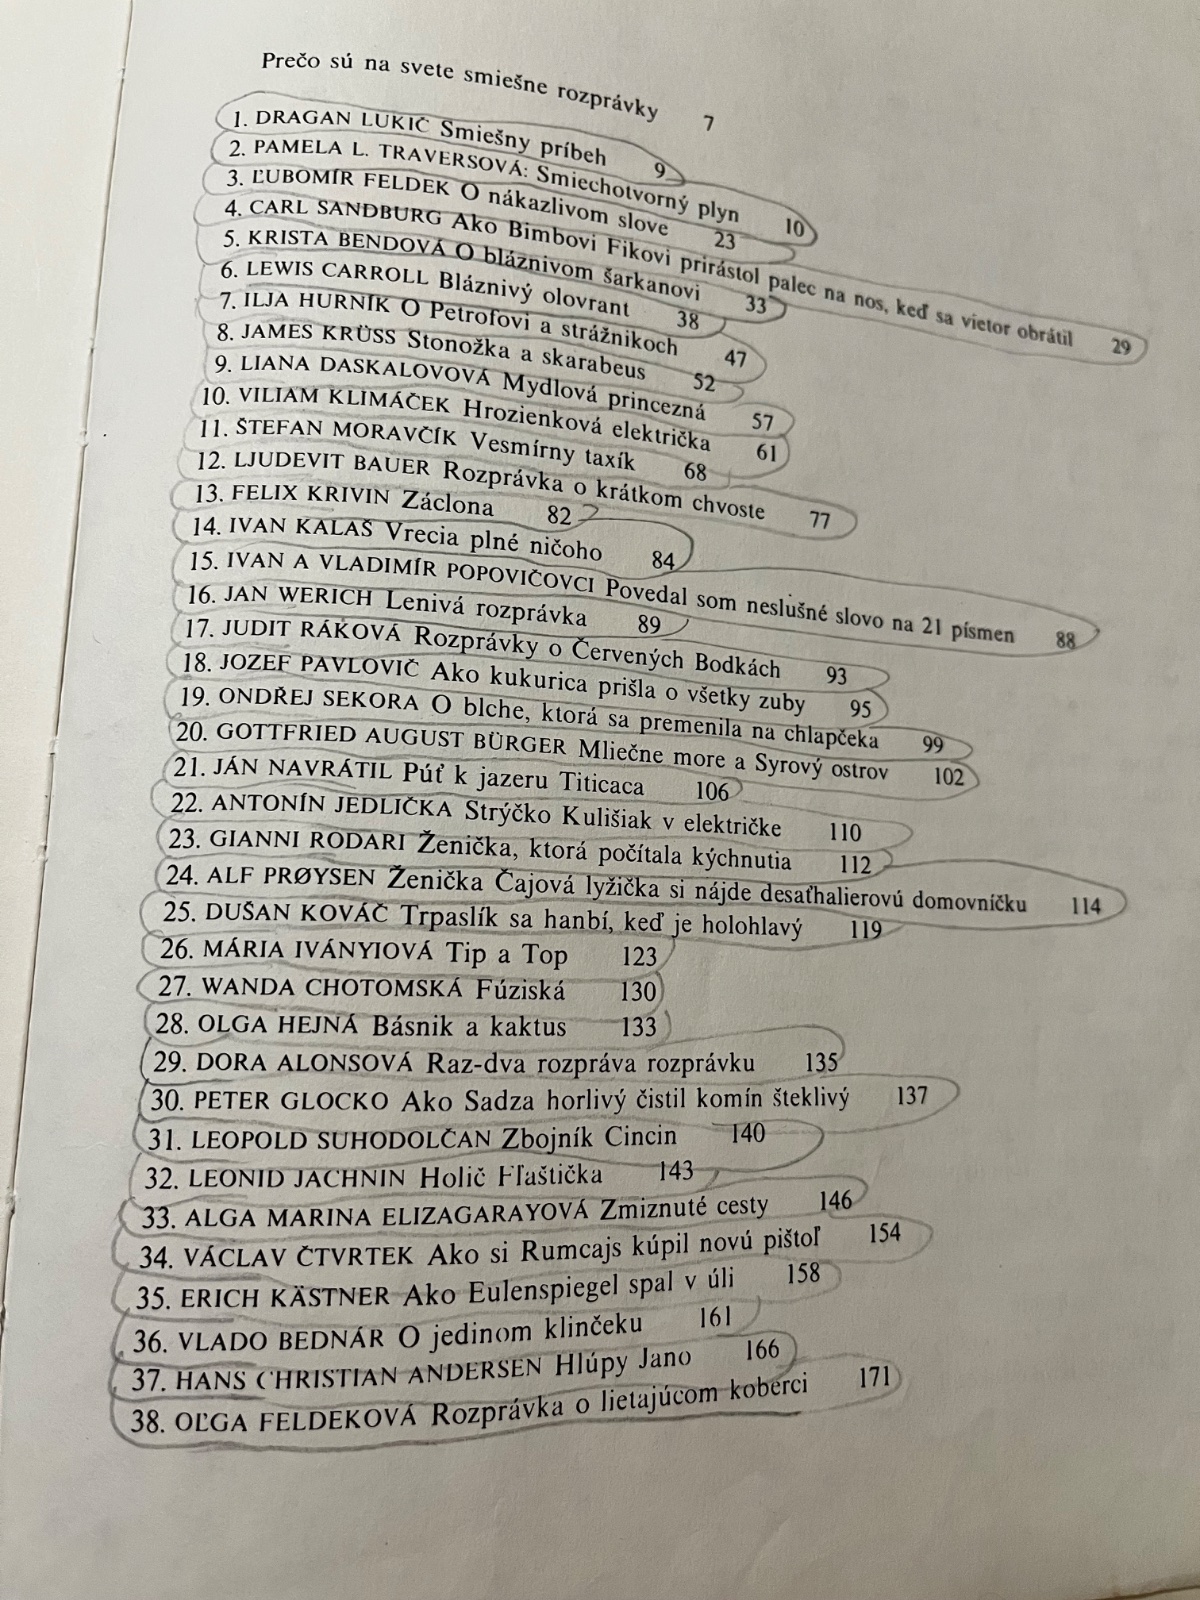 Prečo sú na svete smiešne rozprávky 7
1. DRAGAN LUKIČ Smiešny príbeh 9
2. PAMELA L. TRAVERSOVÁ: Smiechotvorný plyn 10
3. ĽUBOMÍR FELDEK O nákazlivom slove 23
4. CARL SANDBURG Ako Bimbovi Fikovi prirástol palec na nos, keď sa vietor obrátil 29
5. KRISTA BENDOVÁ O bláznivom šarkanovi 33
6. LEWIS CARROLL Bláznivý olovrant 38
7. ILJA HURNÍK O Petrofovi a strážnikoch 47
8. JAMES KRÜSS Stonožka a skarabeus 52
9. LIANA DASKALOVOVÁ Mydlová princezná 57
10. VILIAM KLIMÁČEK Hrozienková električka 61
11. ŠTEFAN MORAVČÍK Vesmírny taxík 68
12. LJUDEVIT BAUER Rozprávka o krátkom chvoste 77
13. FELIX KRIVIN Záclona 82
14. IVAN KALAŠ Vrecia plné ničoho 84
15. IVAN A VLADIMÍR POPOVIČOVCI Povedal som neslušné slovo na 21 písmen 88
16. JAN WERICH Lenivá rozprávka 89
17. JUDIT RÁKOVÁ Rozprávky o Červených Bodkách 93
18. JOZEF PAVLOVIČ Ako kukurica prišla o všetky zuby 95
19. ONDŘEJ SEKORA O blche, ktorá sa premenila na chlapčeka 99
20. GOTTFRIED AUGUST BÜRGER Mliečne more a Syrový ostrov 102
21. JÁN NAVRÁTIL Púť k jazeru Titicaca 106
22. ANTONÍN JEDLIČKA Strýčko Kulišiak v električke 110
23. GIANNI RODARI Ženička, ktorá počítala kýchnutia 112
24. ALF PRØYSEN Ženička Čajová lyžička si nájde desaťhalierovú domovníčku 114
25. DUŠAN KOVÁČ Trpaslík sa hanbí, keď je holohlavý 119
26. MÁRIA IVÁNYIOVÁ Tip a Top 123
27. WANDA CHOTOMSKÁ Fúziská 130
28. OLGA HEJNÁ Básnik a kaktus 133
29. DORA ALONSOVÁ Raz-dva rozpráva rozprávku 135
30. PETER GLOCKO Ako Sadza horlivý čistil komín šteklivý 137
31. LEOPOLD SUHODOLČAN Zbojník Cincin 140
32. LEONID JACHNIN Holič Fľaštička 143
33. ALGA MARINA ELIZAGARAYOVÁ Zmiznuté cesty 146
34. VÁCLAV ČTVRTEK Ako si Rumcajs kúpil novú pištoľ 154
35. ERICH KÄSTNER Ako Eulenspiegel spal v úli 158
36. VLADO BEDNÁR O jedinom klinčeku 161
37. HANS CHRISTIAN ANDERSEN Hlúpy Jano 166
38. OĽGA FELDEKOVÁ Rozprávka o lietajúcom koberci 171